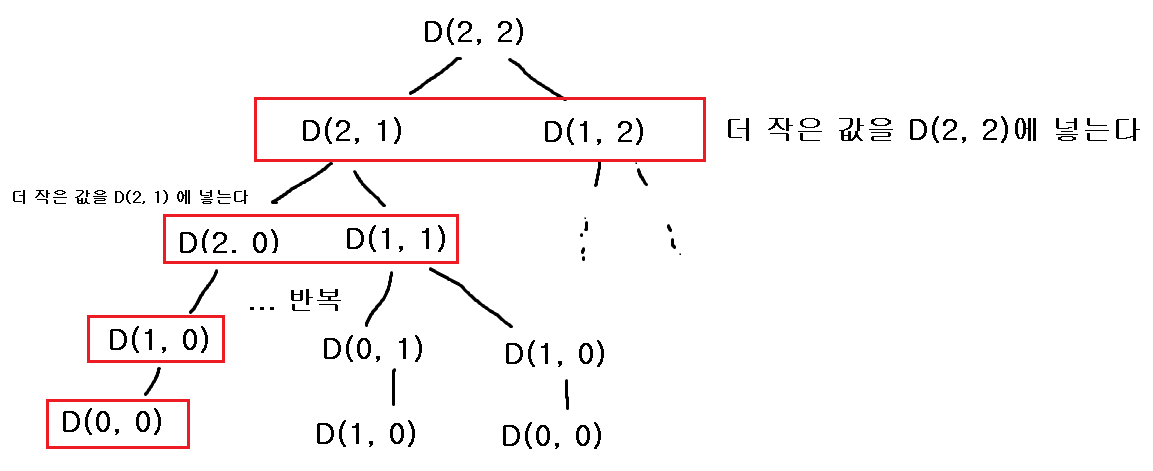 D(2, 2)
D(2, 1) D(1, 2) 더 작은 값을 D(2, 2)에 넣는다
더 작은 값을 D(2, 1) 에 넣는다
D(2. 0) D(1, 1)
... 반복
D(1, 0) D(0, 1) D(1, 0)
D(0, 0) D(1, 0) D(0, 0)